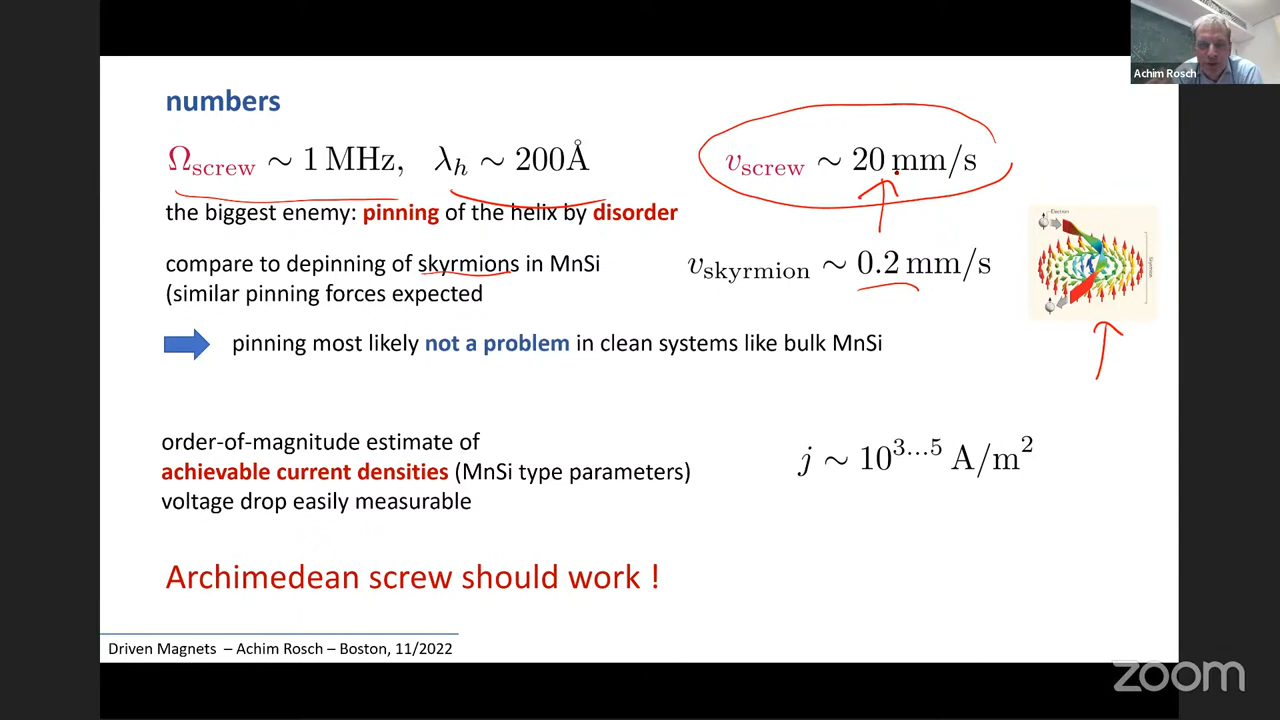 Achim Rosch
numbers
Ω_screw ∼ 1 MHz, λ_h ∼ 200Å
v_screw ∼ 20 mm/s
the biggest enemy: pinning of the helix by disorder
compare to depinning of skyrmions in MnSi
v_skyrmion ∼ 0.2 mm/s
(similar pinning forces expected
Electron
Skyrmion
pinning most likely not a problem in clean systems like bulk MnSi
order-of-magnitude estimate of
achievable current densities (MnSi type parameters)
j ∼ 10^{3…5} A/m^2
voltage drop easily measurable
Archimedean screw should work !
Driven Magnets – Achim Rosch – Boston, 11/2022
zoom